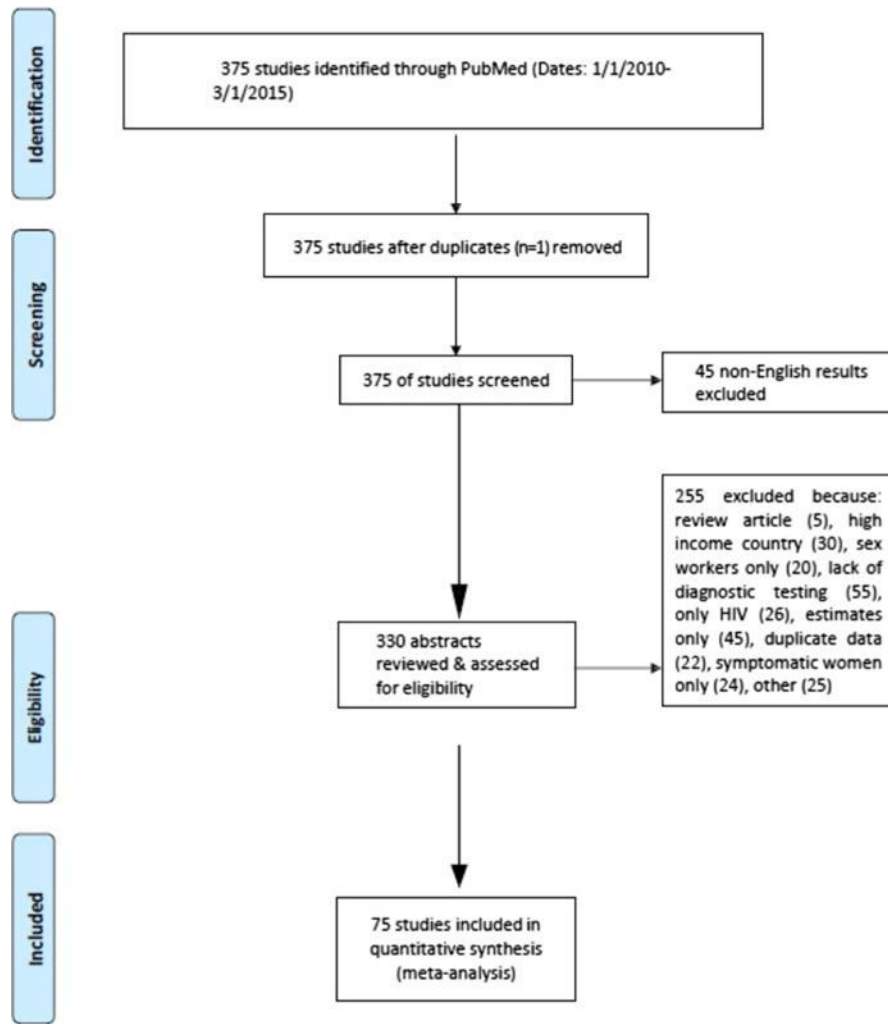 Identification
375 studies identified through PubMed (Dates: 1/1/2010-
3/1/2015)
Screening
375 studies after duplicates (n=1) removed
375 of studies screened
45 non-English results
excluded
Eligibility
330 abstracts
reviewed & assessed
for eligibility
255 excluded because:
review article (5), high
income country (30), sex
workers only (20), lack of
diagnostic testing (55),
only HIV (26), estimates
only (45), duplicate data
(22), symptomatic women
only (24), other (25)
Included
75 studies included in
quantitative synthesis
(meta-analysis)